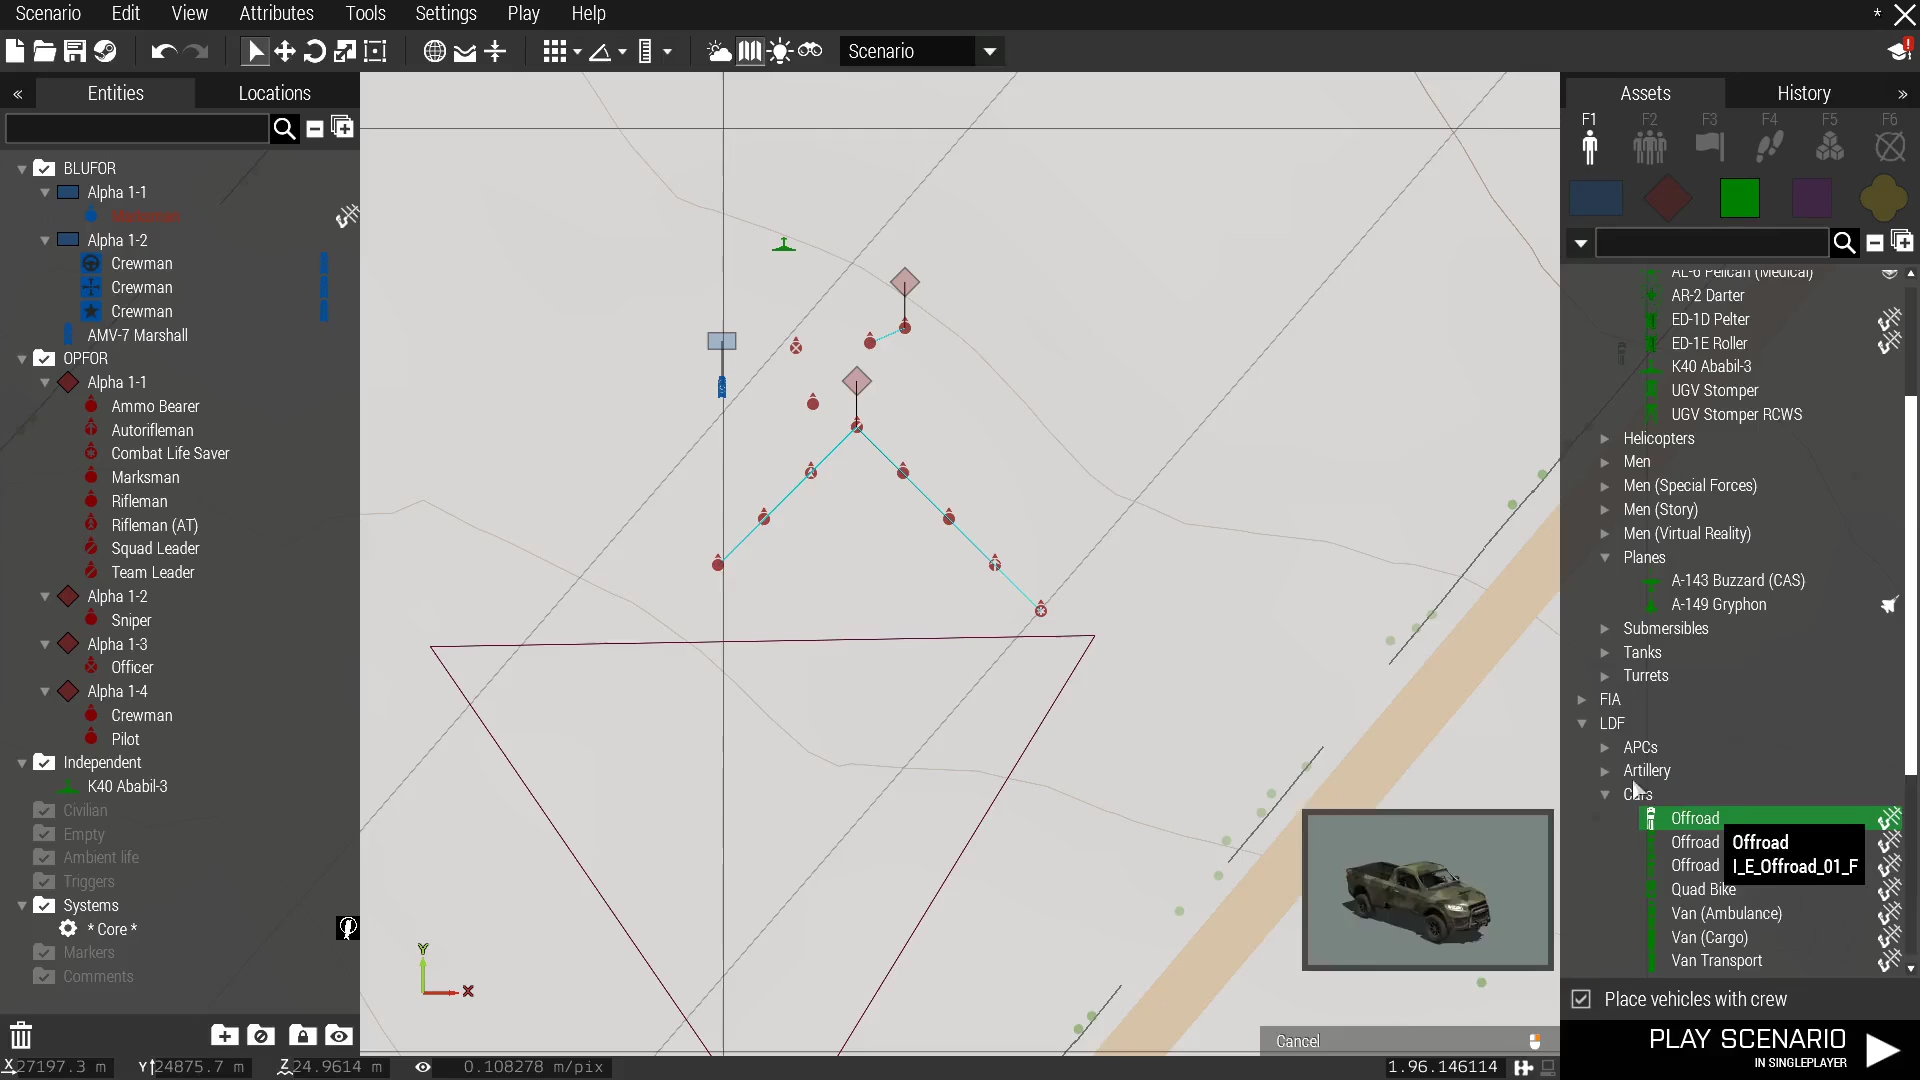 Scenario Edit View Attributes Tools Settings Play Help
*
Scenario
« Entities Locations
Assets History »
F1 F2 F3 F4 F5 F6
BLUFOR
Alpha 1-1
Marksman
Alpha 1-2
Crewman
Crewman
Crewman
AMV-7 Marshall
OPFOR
Alpha 1-1
Ammo Bearer
Autorifleman
Combat Life Saver
Marksman
Rifleman
Rifleman (AT)
Squad Leader
Team Leader
Alpha 1-2
Sniper
Alpha 1-3
Officer
Alpha 1-4
Crewman
Pilot
Independent
K40 Ababil-3
Civilian
Empty
Ambient life
Triggers
Systems
* Core *
Markers
Comments
Y
X
AL-6 Pelican (Medical)
AR-2 Darter
ED-1D Pelter
ED-1E Roller
K40 Ababil-3
UGV Stomper
UGV Stomper RCWS
Helicopters
Men
Men (Special Forces)
Men (Story)
Men (Virtual Reality)
Planes
A-143 Buzzard (CAS)
A-149 Gryphon
Submersibles
Tanks
Turrets
FIA
LDF
APCs
Artillery
Cars
Offroad
Offroad
Offroad
Offroad
I_E_Offroad_01_F
Quad Bike
Van (Ambulance)
Van (Cargo)
Van Transport
Place vehicles with crew
Cancel
PLAY SCENARIO
IN SINGLEPLAYER
X 27197.3 m Y 24875.7 m Z 24.9614 m 0.108278 m/pix 1.96.146114